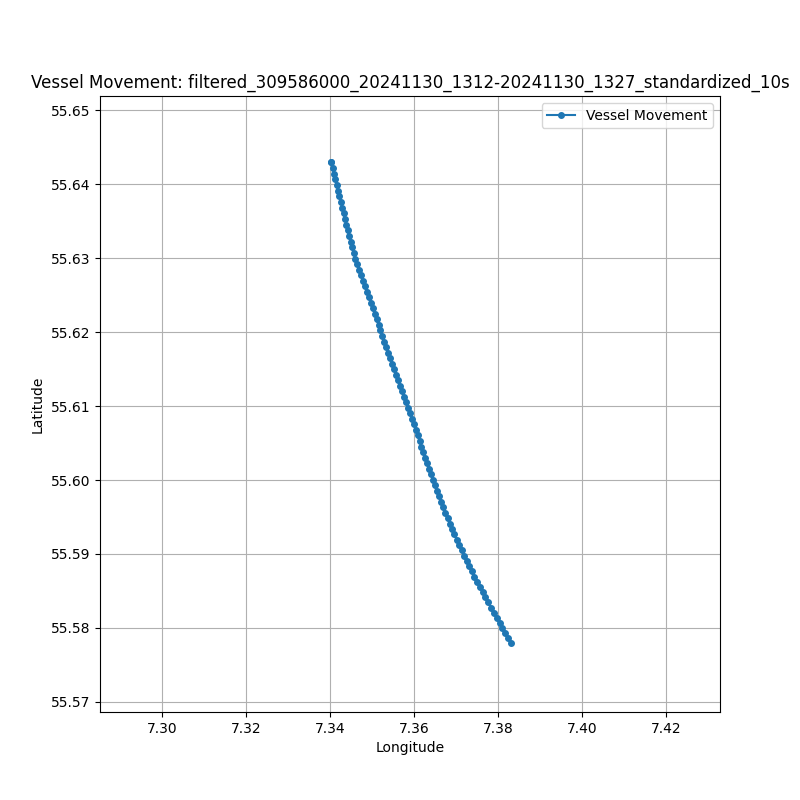 Vessel Movement: filtered_309586000_20241130_1312-20241130_1327_standardized_10s
Vessel Movement
55.65
55.64
55.63
55.62
55.61
55.60
55.59
55.58
55.57
Latitude
7.30 7.32 7.34 7.36 7.38 7.40 7.42
Longitude